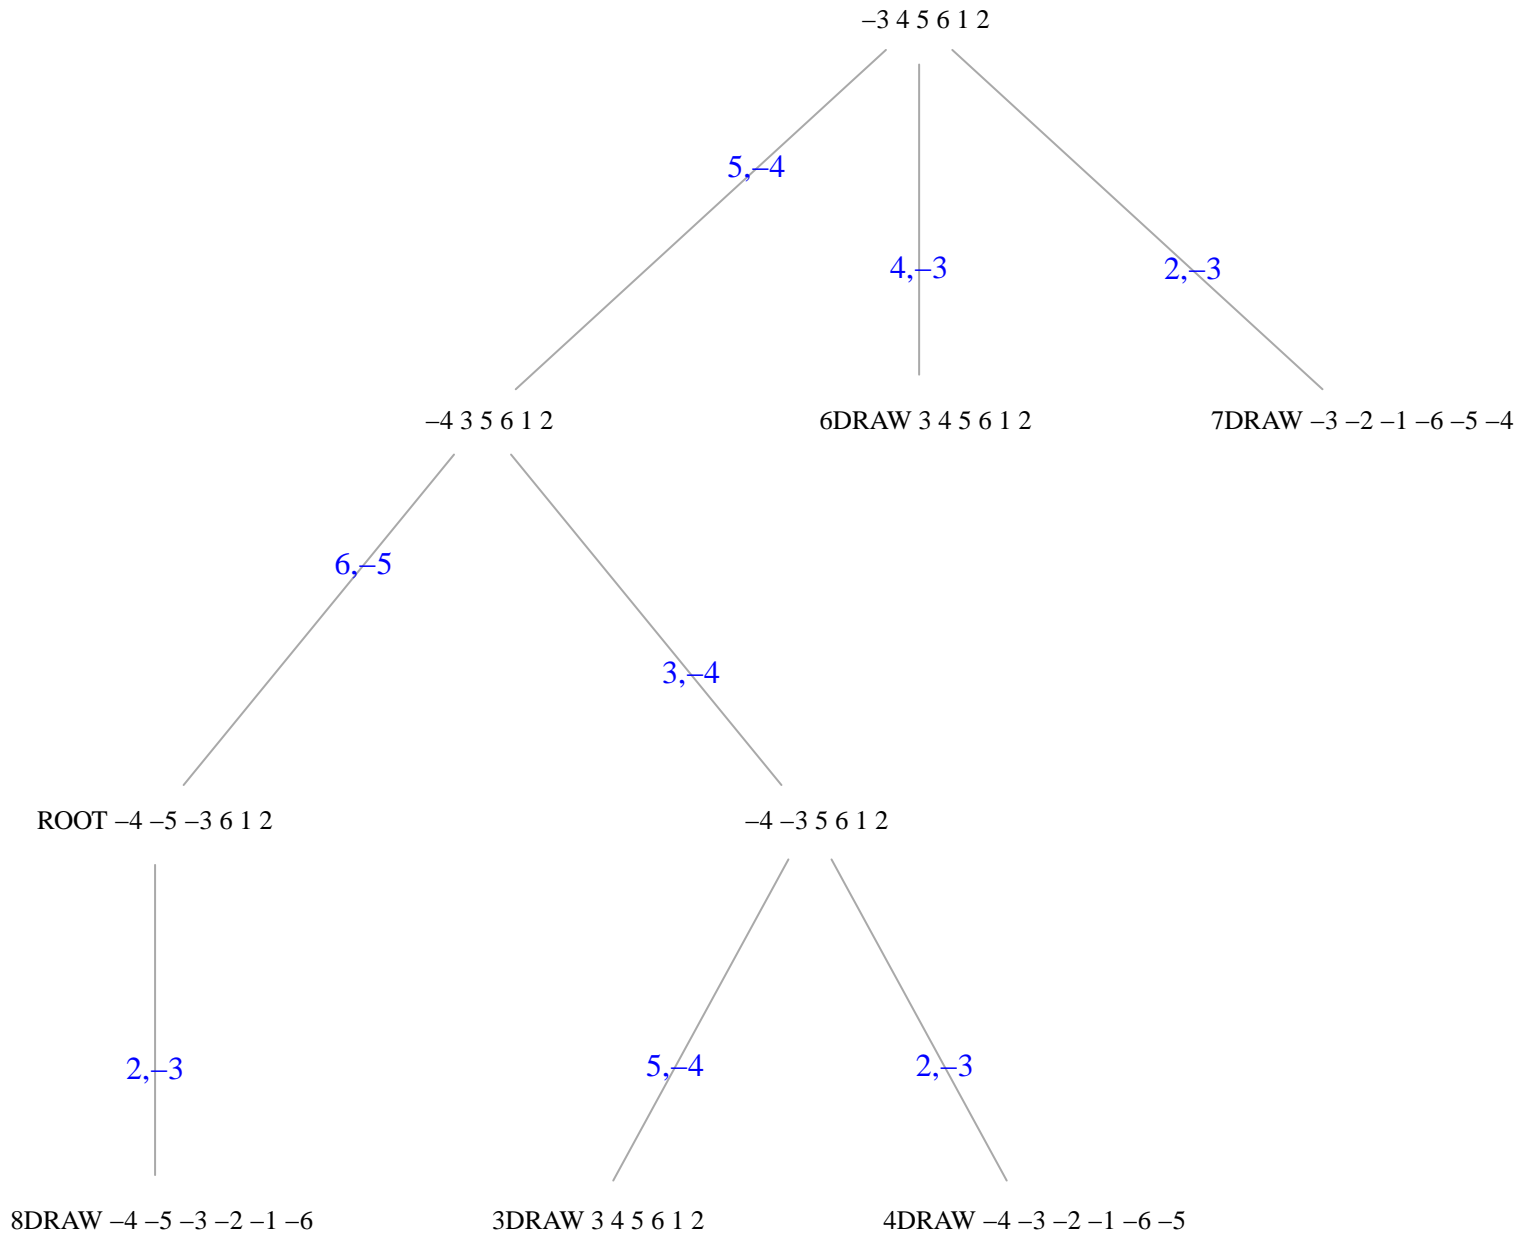 –3 4 5 6 1 2
5,–4
4,–3
2,–3
–4 3 5 6 1 2
6DRAW 3 4 5 6 1 2
7DRAW –3 –2 –1 –6 –5 –4
6,–5
3,–4
ROOT –4 –5 –3 6 1 2
–4 –3 5 6 1 2
2,–3
5,–4
2,–3
8DRAW –4 –5 –3 –2 –1 –6
3DRAW 3 4 5 6 1 2
4DRAW –4 –3 –2 –1 –6 –5